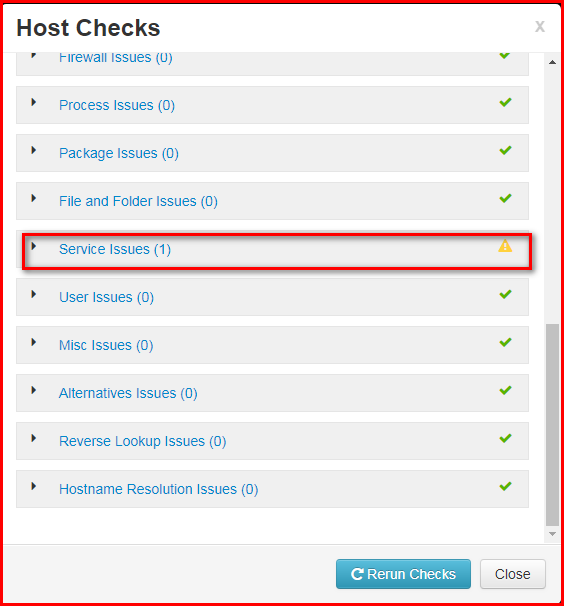 Host Checks
x
Firewall Issues (0)
Process Issues (0)
Package Issues (0)
File and Folder Issues (0)
Service Issues (1)
User Issues (0)
Misc Issues (0)
Alternatives Issues (0)
Reverse Lookup Issues (0)
Hostname Resolution Issues (0)
Rerun Checks Close